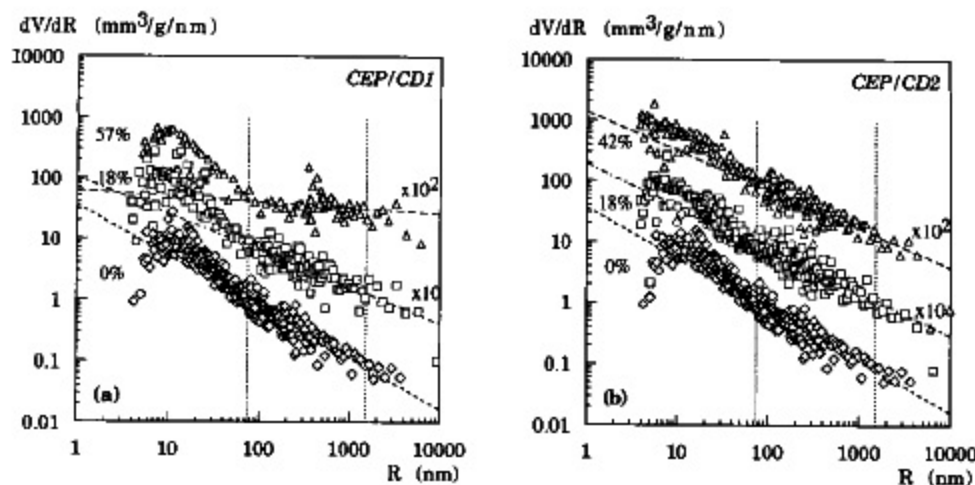 dV/dR (mm³/g/nm)
10000
1000
100
10
1
0.1
0.01
CEP/CD1
57%
18%
0%
x10²
x10
(a)
1 10 100 1000 10000
R (nm)
dV/dR (mm³/g/nm)
10000
1000
100
10
1
0.1
0.01
CEP/CD2
42%
18%
0%
x10²
x10
(b)
1 10 100 1000 10000
R (nm)